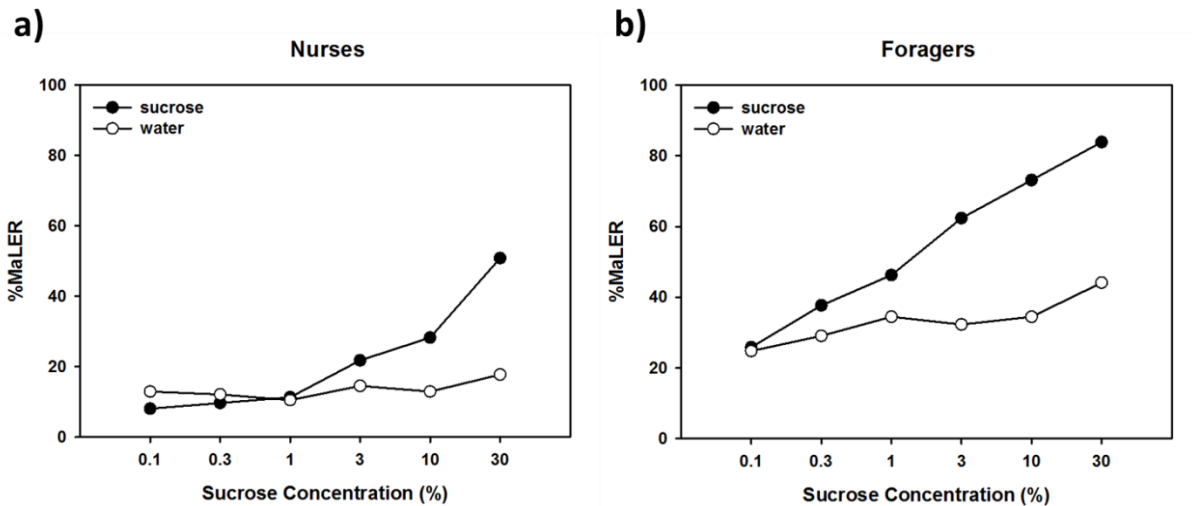 a)
Nurses
sucrose
water
100
80
60
40
20
0
%MaLER
0.1 0.3 1 3 10 30
Sucrose Concentration (%)
b)
Foragers
sucrose
water
100
80
60
40
20
0
%MaLER
0.1 0.3 1 3 10 30
Sucrose Concentration (%)